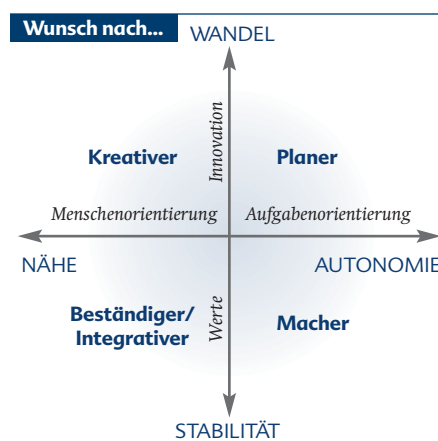 Wunsch nach...
WANDEL
Innovation
Kreativer
Planer
Menschenorientierung
Aufgabenorientierung
NÄHE
AUTONOMIE
Beständiger/
Integrativer
Werte
Macher
STABILITÄT